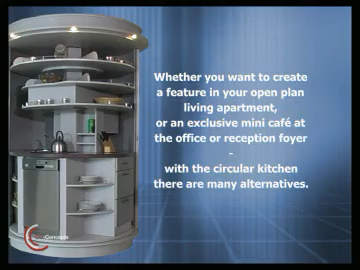 Whether you want to create
a feature in your open plan
living apartment,
or an exclusive mini café at
the office or reception foyer
-
with the circular kitchen
there are many alternatives.
Concepts